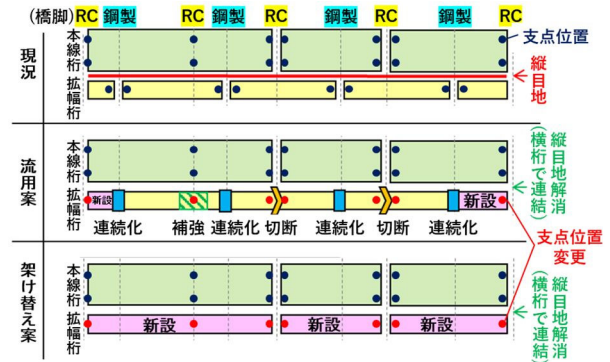 (橋脚) RC 鋼製 RC 鋼製 RC 鋼製 RC 鋼製 RC
現況
本線桁
拡幅桁
支点位置
縦目地
流用案
本線桁
拡幅桁
新設
新設
連続化 補強 連続化 切断 連続化 切断 連続化
縦目地解消
(横桁で連結)
支点位置
変更
架け替え案
本線桁
拡幅桁
新設 新設 新設
縦目地解消
(横桁で連結)